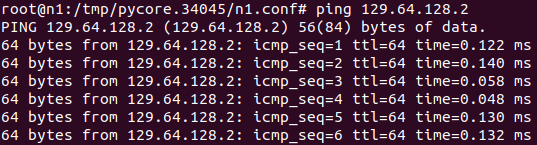 root@n1:/tmp/pycore.34045/n1.conf# ping 129.64.128.2
PING 129.64.128.2 (129.64.128.2) 56(84) bytes of data.
64 bytes from 129.64.128.2: icmp_seq=1 ttl=64 time=0.122 ms
64 bytes from 129.64.128.2: icmp_seq=2 ttl=64 time=0.140 ms
64 bytes from 129.64.128.2: icmp_seq=3 ttl=64 time=0.058 ms
64 bytes from 129.64.128.2: icmp_seq=4 ttl=64 time=0.048 ms
64 bytes from 129.64.128.2: icmp_seq=5 ttl=64 time=0.130 ms
64 bytes from 129.64.128.2: icmp_seq=6 ttl=64 time=0.132 ms